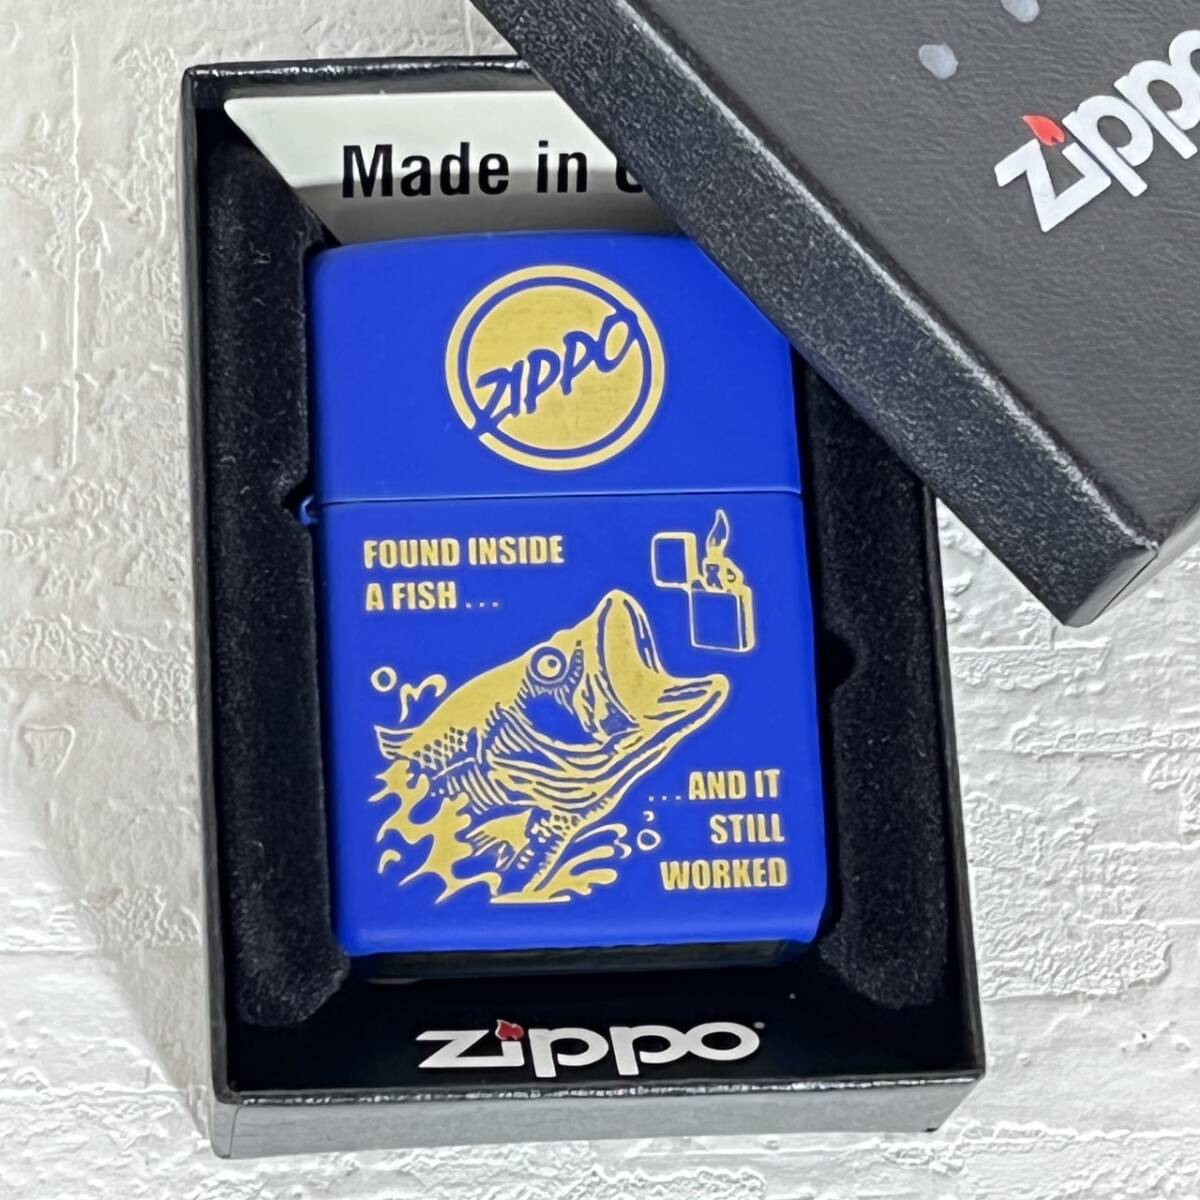 Made in
zippo
ZIPPO
FOUND INSIDE
A FISH ...
...AND IT
STILL
WORKED
zippo